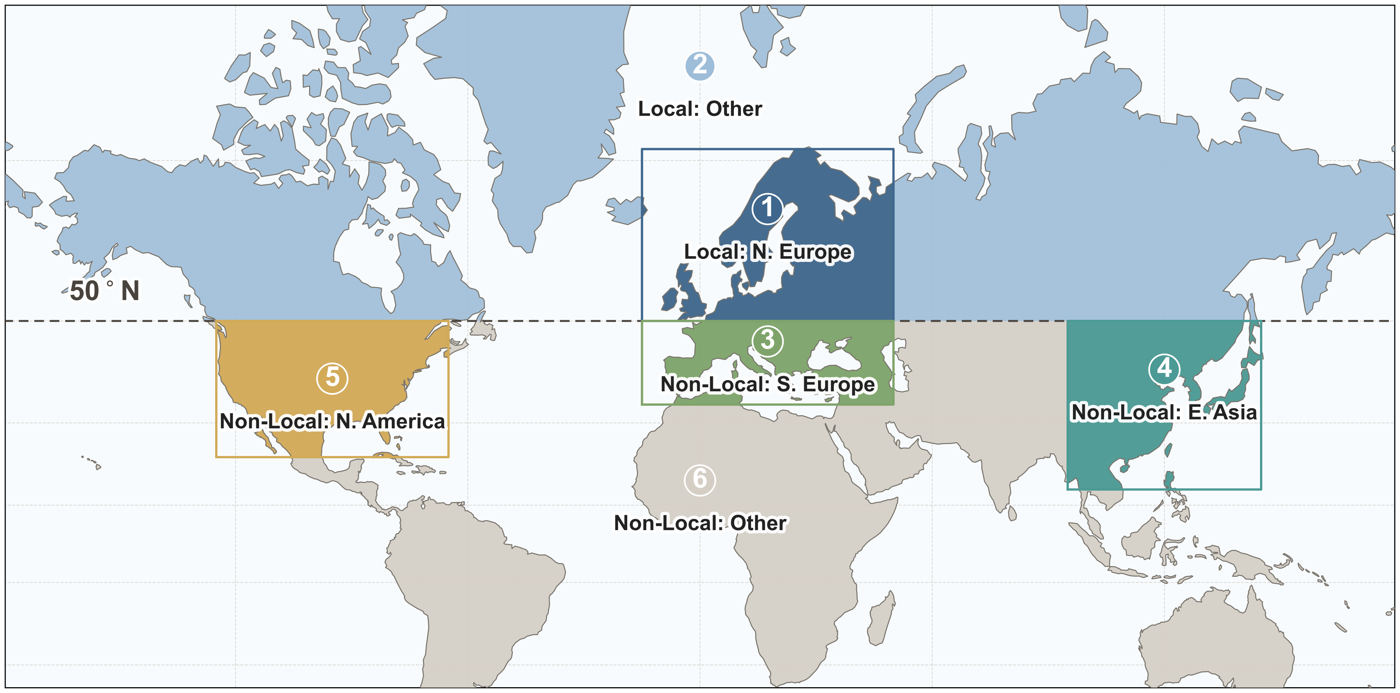 2
Local: Other
1
Local: N. Europe
50 ° N
3
Non-Local: S. Europe
4
Non-Local: E. Asia
5
Non-Local: N. America
6
Non-Local: Other